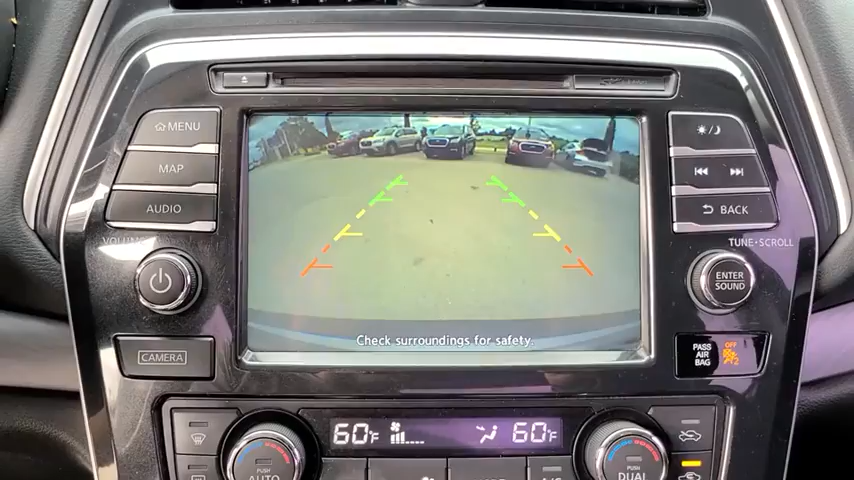 MENU
MAP
AUDIO
VOLUME
CAMERA
BACK
TUNE•SCROLL
ENTER
SOUND
Check surroundings for safety.
PASS
AIR
BAG
OFF
2
60°F
60°F
PUSH
AUTO
PUSH
DUAL
A/C